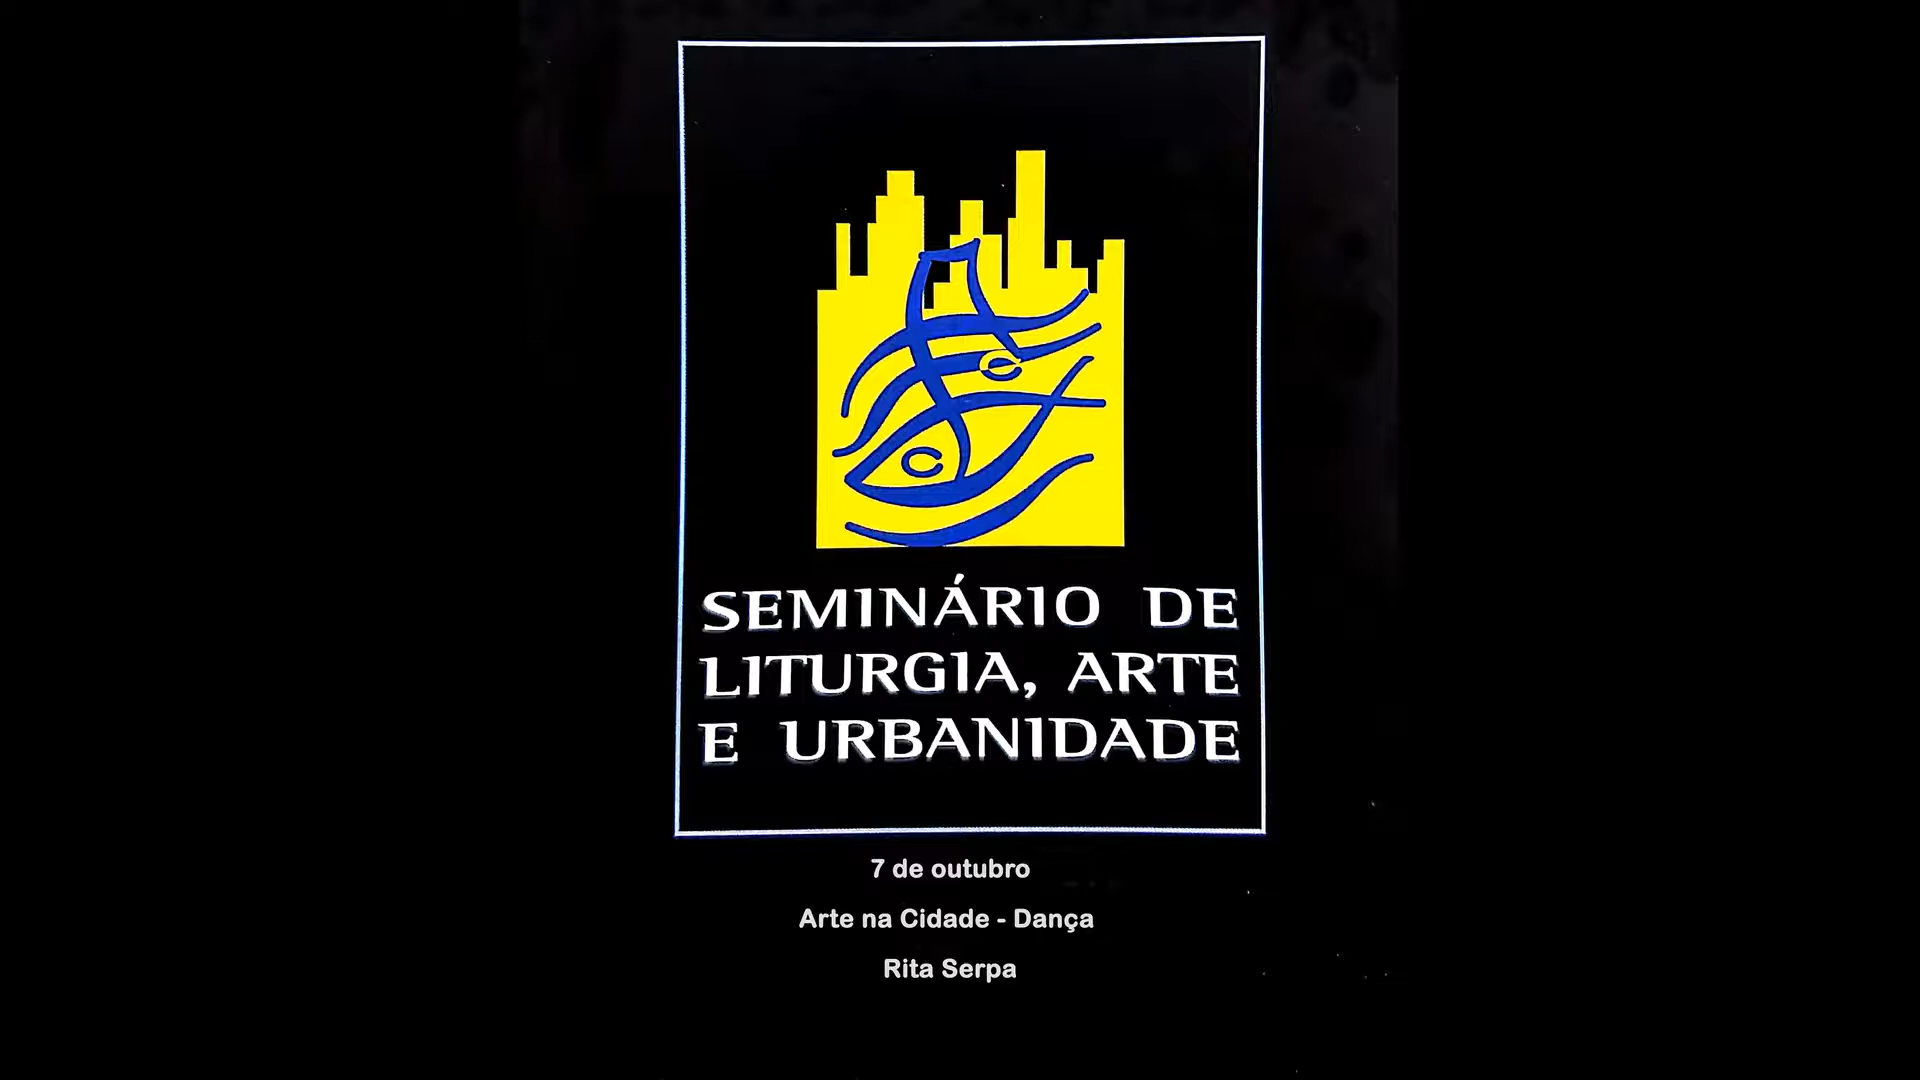 SEMINÁRIO DE
LITURGIA, ARTE
E URBANIDADE
7 de outubro
Arte na Cidade - Dança
Rita Serpa